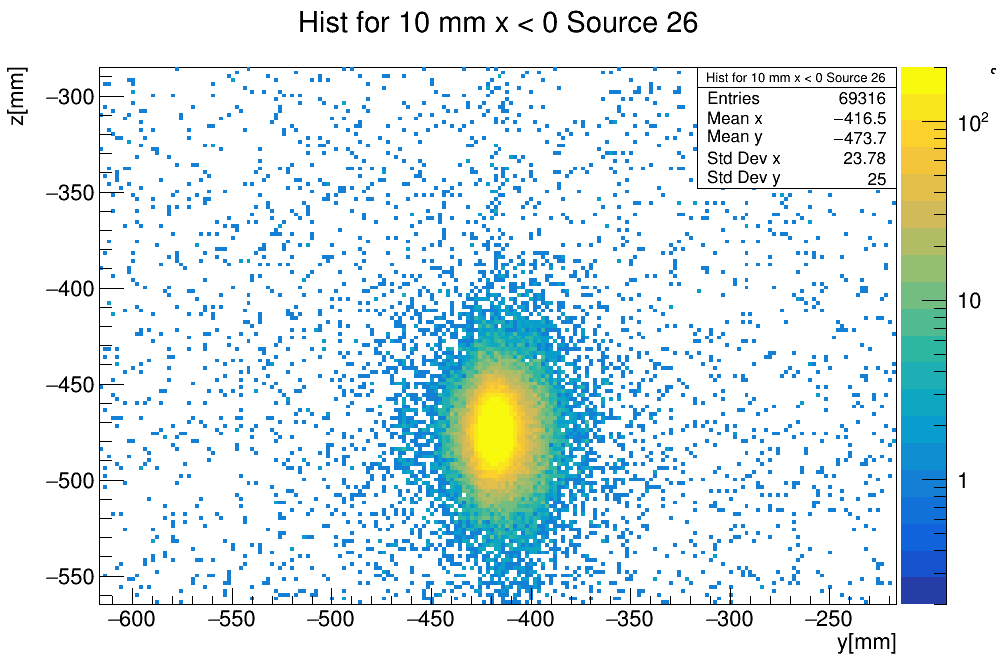 Hist for 10 mm x < 0 Source 26
z[mm]
Hist for 10 mm x < 0 Source 26
Entries 69316
Mean x −416.5
Mean y −473.7
Std Dev x 23.78
Std Dev y 25
−300
−350
−400
−450
−500
−550
−600 −550 −500 −450 −400 −350 −300 −250
y[mm]
10²
10
1